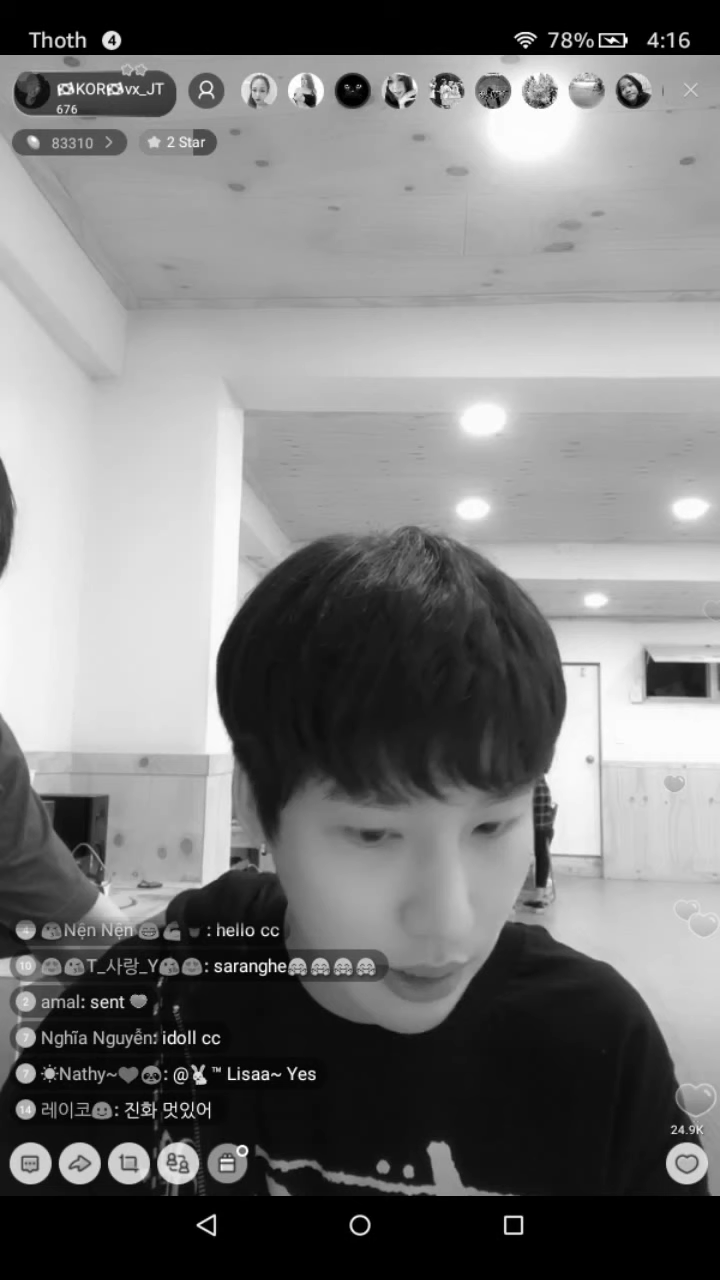 Thoth 4 78% 4:16
KOR vx_JT
676
83310 2 Star
4 Nện Nện : hello cc
10 T_사랑_Y : saranghe
2 amal: sent
7 Nghĩa Nguyễn: idoll cc
7 Nathy~ : @ ™ Lisaa~ Yes
14 레이코 : 진화 멋있어
24.9K